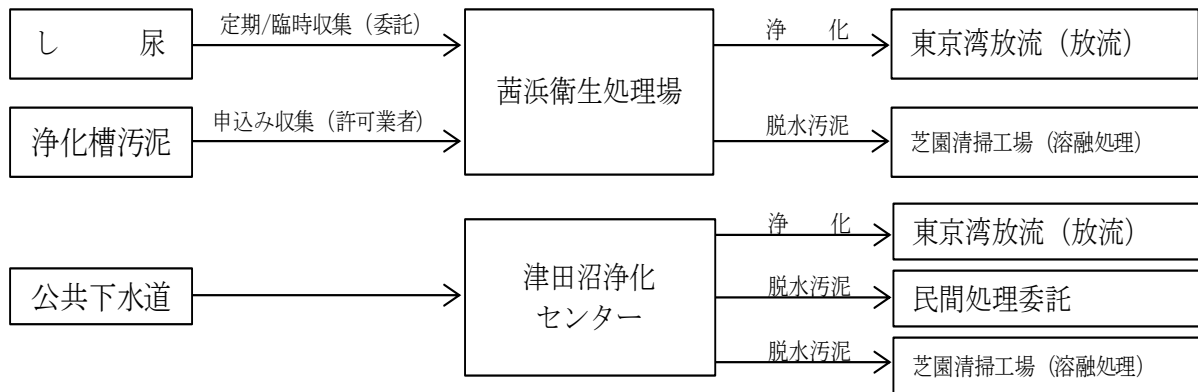 し　　尿
定期/臨時収集（委託）
茜浜衛生処理場
浄　化
東京湾放流（放流）
浄化槽汚泥
申込み収集（許可業者）
脱水汚泥
芝園清掃工場（溶融処理）
公共下水道
津田沼浄化
センター
浄　化
東京湾放流（放流）
脱水汚泥
民間処理委託
脱水汚泥
芝園清掃工場（溶融処理）